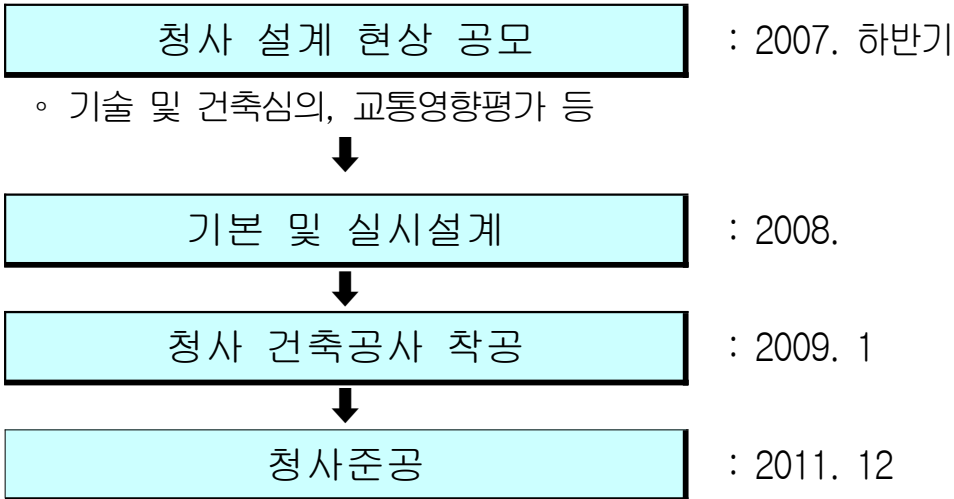 청사 설계 현상 공모 : 2007. 하반기
◦ 기술 및 건축심의, 교통영향평가 등
기본 및 실시설계 : 2008.
청사 건축공사 착공 : 2009. 1
청사준공 : 2011. 12